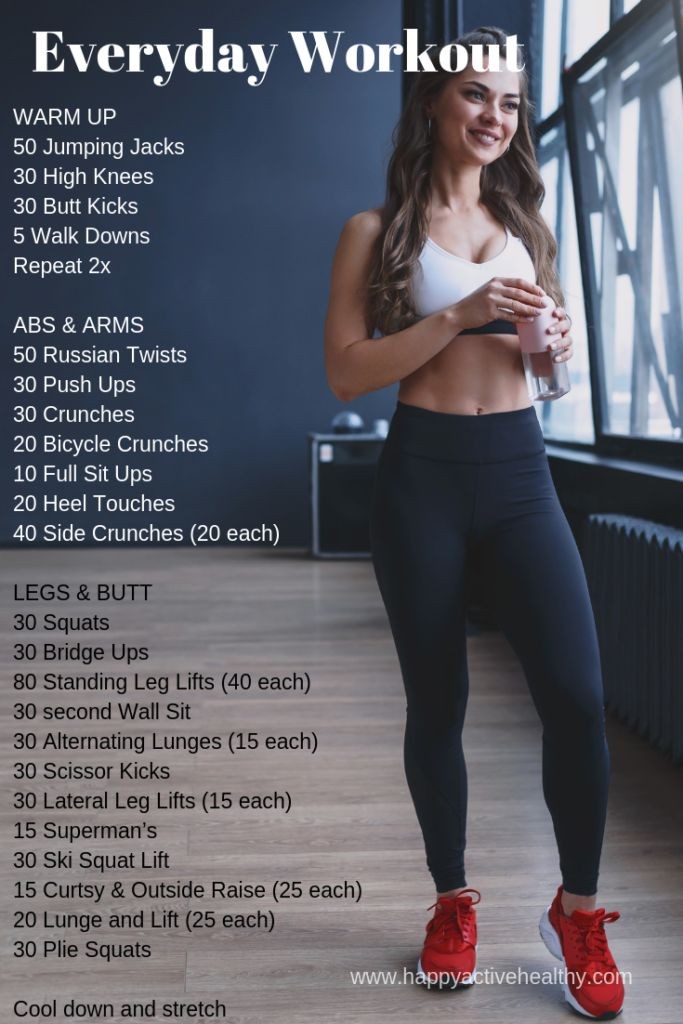 Everyday Workout
WARM UP
50 Jumping Jacks
30 High Knees
30 Butt Kicks
5 Walk Downs
Repeat 2x
ABS & ARMS
50 Russian Twists
30 Push Ups
30 Crunches
20 Bicycle Crunches
10 Full Sit Ups
20 Heel Touches
40 Side Crunches (20 each)
LEGS & BUTT
30 Squats
30 Bridge Ups
80 Standing Leg Lifts (40 each)
30 second Wall Sit
30 Alternating Lunges (15 each)
30 Scissor Kicks
30 Lateral Leg Lifts (15 each)
15 Superman’s
30 Ski Squat Lift
15 Curtsy & Outside Raise (25 each)
20 Lunge and Lift (25 each)
30 Plie Squats
www.happyactivehealthy.com
Cool down and stretch